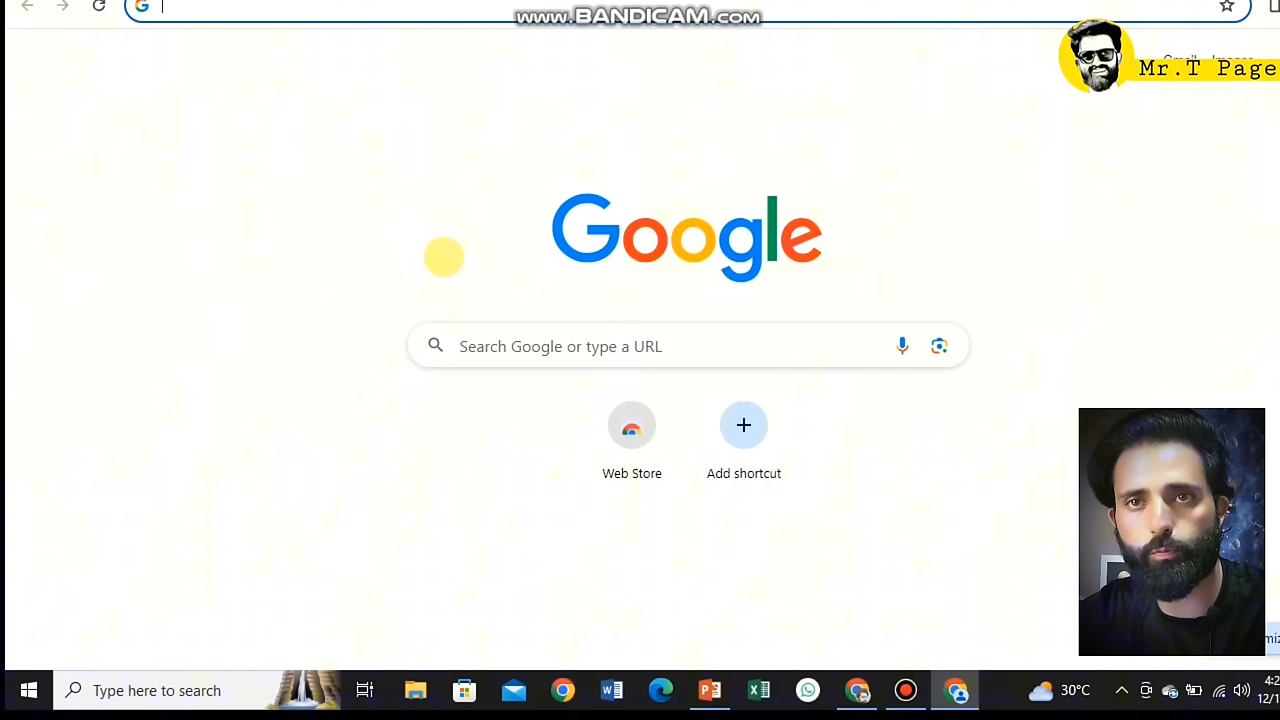 www.BANDICAM.com
Mr.T Page
Google
Search Google or type a URL
Web Store
Add shortcut
Type here to search
30°C